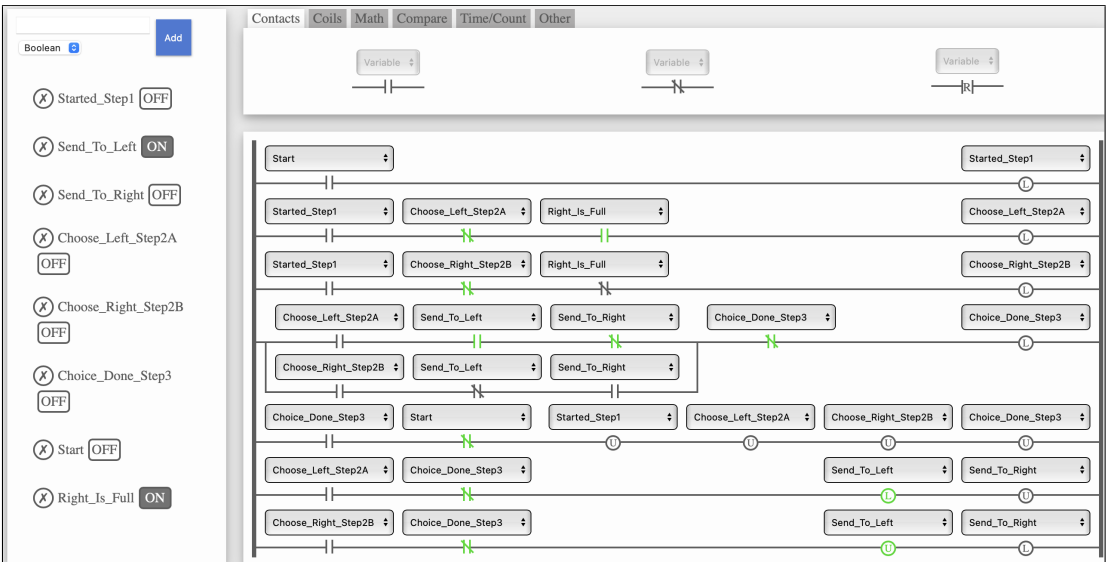 Contacts Coils Math Compare Time/Count Other
Add
Boolean
Variable Variable Variable
R
✗ Started_Step1 OFF
✗ Send_To_Left ON
✗ Send_To_Right OFF
✗ Choose_Left_Step2A
OFF
✗ Choose_Right_Step2B
OFF
✗ Choice_Done_Step3
OFF
✗ Start OFF
✗ Right_Is_Full ON
Start Started_Step1
L
Started_Step1 Choose_Left_Step2A Right_Is_Full Choose_Left_Step2A
L
Started_Step1 Choose_Right_Step2B Right_Is_Full Choose_Right_Step2B
L
Choose_Left_Step2A Send_To_Left Send_To_Right Choice_Done_Step3 Choice_Done_Step3
L
Choose_Right_Step2B Send_To_Left Send_To_Right
Choice_Done_Step3 Start Started_Step1 Choose_Left_Step2A Choose_Right_Step2B Choice_Done_Step3
U U U U
Choose_Left_Step2A Choice_Done_Step3 Send_To_Left Send_To_Right
L U
Choose_Right_Step2B Choice_Done_Step3 Send_To_Left Send_To_Right
U L